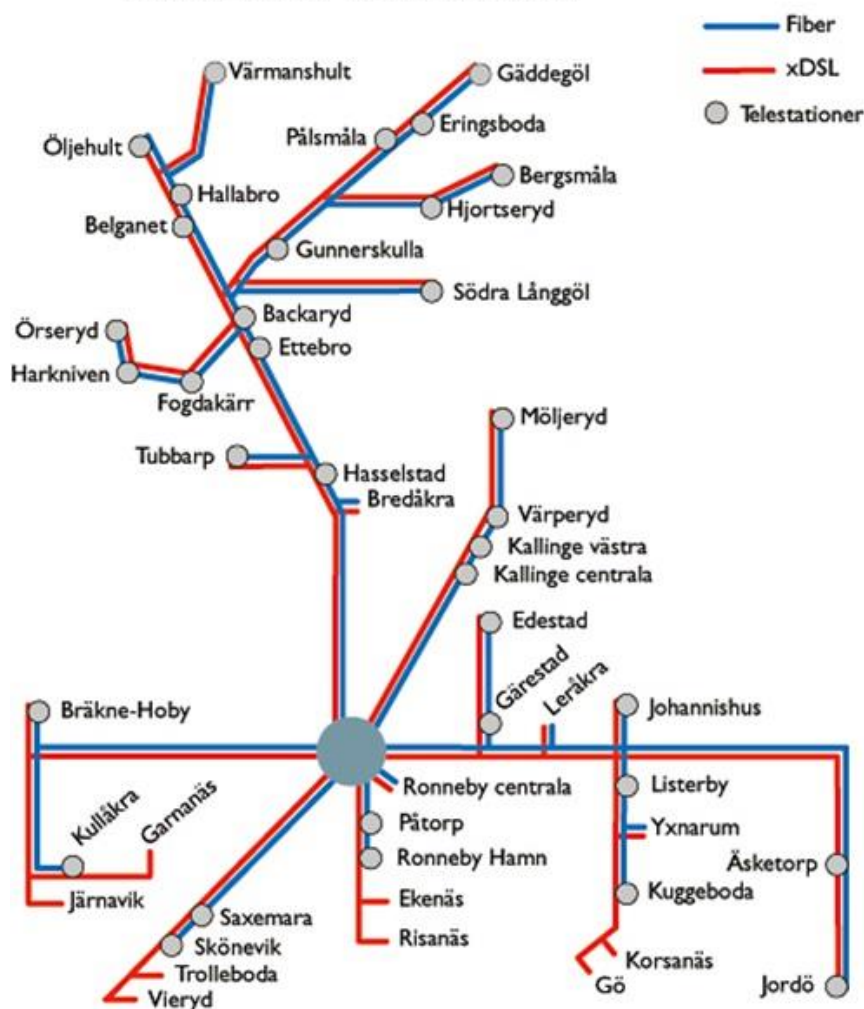 Fiber
xDSL
Telestationer
Värmanshult
Gäddegöl
Öljehult
Pålsmåla
Eringsboda
Hallabro
Bergsmåla
Belganet
Hjortseryd
Gunnerskulla
Södra Långgöl
Backaryd
Örseryd
Ettebro
Harkniven
Fogdakärr
Möljeryd
Tubbarp
Hasselstad
Bredåkra
Värperyd
Kallinge västra
Kallinge centrala
Edestad
Gärestad
Leråkra
Bräkne-Hoby
Johannishus
Ronneby centrala
Listerby
Kullåkra
Garnanäs
Påtorp
Yxnarum
Ronneby Hamn
Äsketorp
Järnavik
Ekenäs
Kuggeboda
Saxemara
Skönevik
Risanäs
Trolleboda
Korsanäs
Gö
Jordö
Vieryd